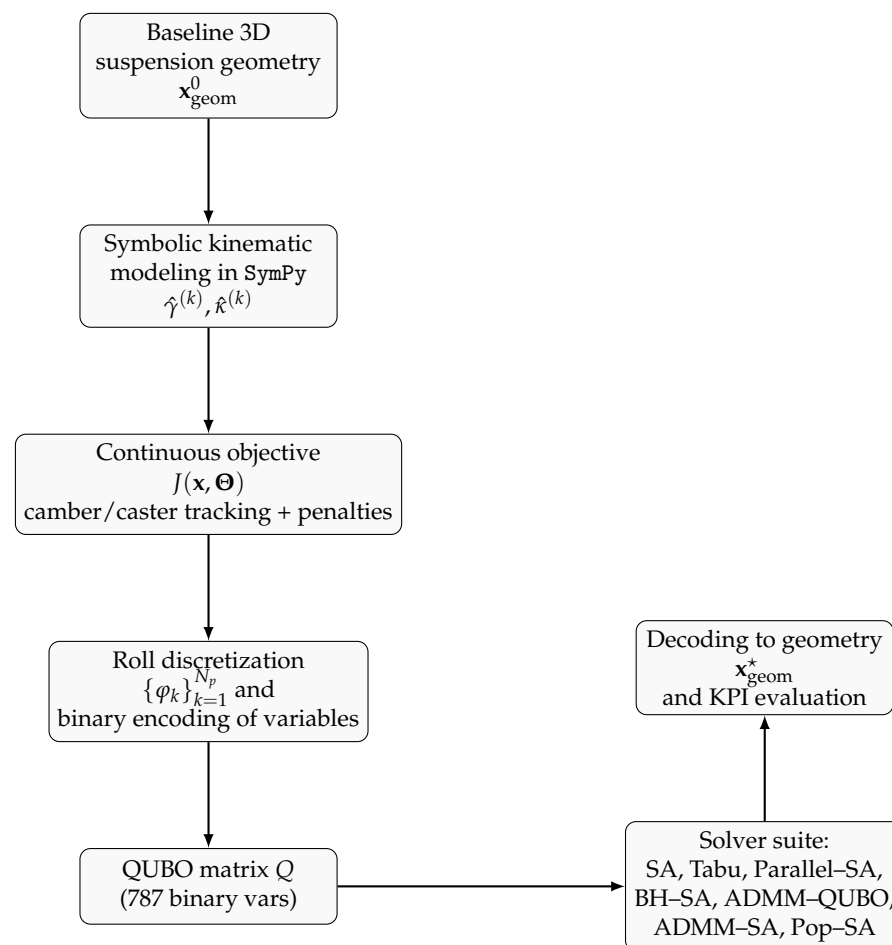 Baseline 3D
suspension geometry
𝐱⁰_geom
Symbolic kinematic
modeling in SymPy
γ̂⁽ᵏ⁾, κ̂⁽ᵏ⁾
Continuous objective
J(𝐱, 𝚯)
camber/caster tracking + penalties
Roll discretization
{φₖ}ₖ₌₁^{Nₚ} and
binary encoding of variables
QUBO matrix Q
(787 binary vars)
Solver suite:
SA, Tabu, Parallel–SA,
BH–SA, ADMM–QUBO,
ADMM–SA, Pop–SA
Decoding to geometry
𝐱*_geom
and KPI evaluation